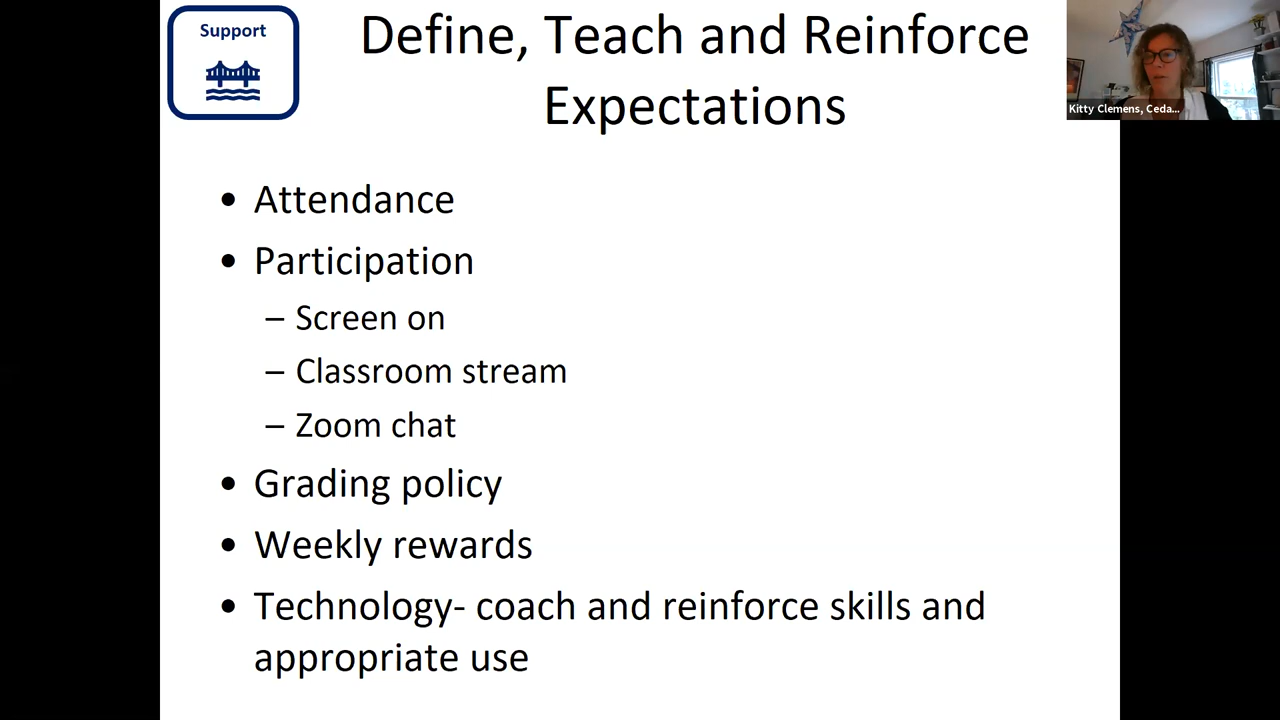 Support
Define, Teach and Reinforce
Expectations
Kitty Clemens, Ceda...
• Attendance
• Participation
– Screen on
– Classroom stream
– Zoom chat
• Grading policy
• Weekly rewards
• Technology- coach and reinforce skills and
appropriate use